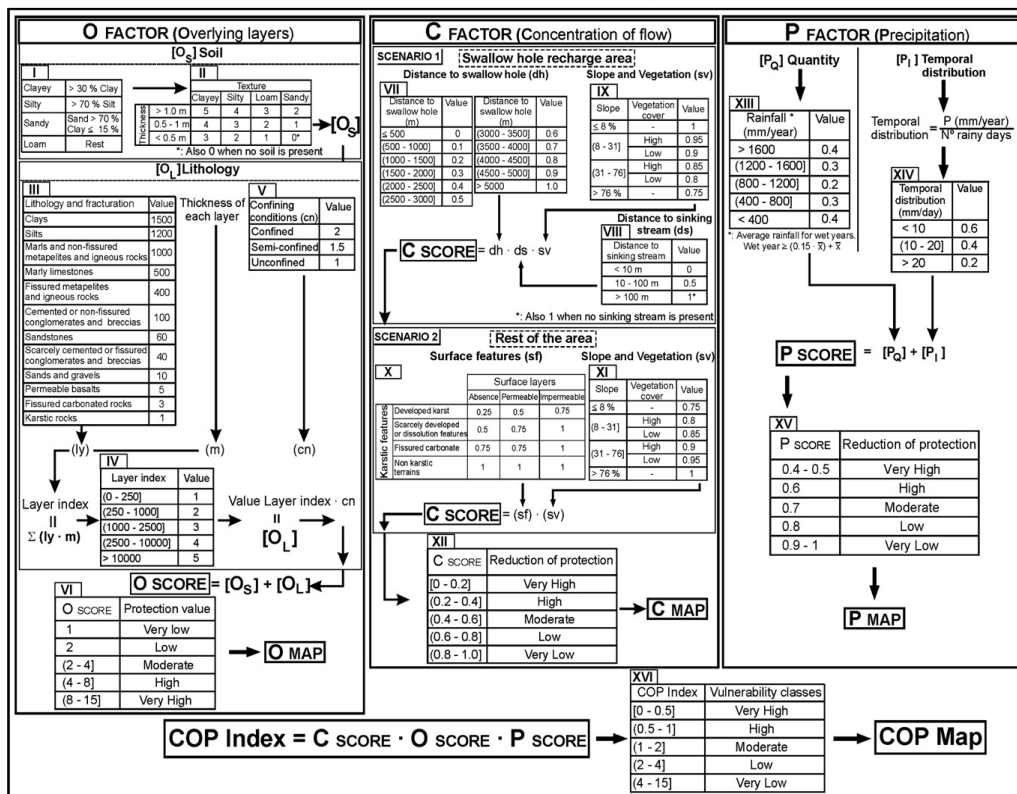 O FACTOR (Overlying layers)
[OS] Soil
I
Clayey > 30 % Clay
Silty > 70 % Silt
Sandy Sand > 70 % Clay ≤ 15 %
Loam Rest
II
Texture
Clayey Silty Loam Sandy
Thickness
> 1.0 m 5 4 3 2
0.5 - 1 m 4 3 2 1
< 0.5 m 3 2 1 0*
*: Also 0 when no soil is present
[OS]
[OL] Lithology
III
Lithology and fracturation Value
Clays 1500
Silts 1200
Marls and non-fissured metapelites and igneous rocks 1000
Marly limestones 500
Fissured metapelites and igneous rocks 400
Cemented or non-fissured conglomerates and breccias 100
Sandstones 60
Scarcely cemented or fissured conglomerates and breccias 40
Sands and gravels 10
Permeable basalts 5
Fissured carbonated rocks 3
Karstic rocks 1
Thickness of each layer
V
Confining conditions (cn) Value
Confined 2
Semi-confined 1.5
Unconfined 1
(ly) (m) (cn)
Layer index
=
Σ (ly · m)
IV
Layer index Value
(0 - 250] 1
(250 - 1000] 2
(1000 - 2500] 3
(2500 - 10000] 4
> 10000 5
Value Layer index · cn
=
[OL]
O SCORE = [OS] + [OL]
VI
O SCORE Protection value
1 Very low
2 Low
(2 - 4] Moderate
(4 - 8] High
(8 - 15] Very High
O MAP
C FACTOR (Concentration of flow)
SCENARIO 1
Swallow hole recharge area
Distance to swallow hole (dh)
VII
Distance to swallow hole (m) Value
≤ 500 0
(500 - 1000] 0.1
(1000 - 1500] 0.2
(1500 - 2000] 0.3
(2000 - 2500] 0.4
(2500 - 3000] 0.5
Distance to swallow hole (m) Value
(3000 - 3500] 0.6
(3500 - 4000] 0.7
(4000 - 4500] 0.8
(4500 - 5000] 0.9
> 5000 1.0
Slope and Vegetation (sv)
IX
Slope Vegetation cover Value
≤ 8 % - 1
(8 - 31] High 0.95
Low 0.9
(31 - 76] High 0.85
Low 0.8
> 76 % - 0.75
C SCORE = dh · ds · sv
Distance to sinking stream (ds)
VIII
Distance to sinking stream Value
< 10 m 0
10 - 100 m 0.5
> 100 m 1*
*: Also 1 when no sinking stream is present
SCENARIO 2
Rest of the area
Surface features (sf)
X
Surface layers
Absence Permeable Impermeable
Karstic features
Developed karst 0.25 0.5 0.75
Scarcely developed or dissolution features 0.5 0.75 1
Fissured carbonate 0.75 0.75 1
Non karstic terrains 1 1 1
Slope and Vegetation (sv)
XI
Slope Vegetation cover Value
≤ 8 % - 0.75
(8 - 31] High 0.8
Low 0.85
(31 - 76] High 0.9
Low 0.95
> 76 % - 1
C SCORE = (sf) · (sv)
XII
C SCORE Reduction of protection
[0 - 0.2] Very High
(0.2 - 0.4] High
(0.4 - 0.6] Moderate
(0.6 - 0.8] Low
(0.8 - 1.0] Very Low
C MAP
P FACTOR (Precipitation)
[PQ] Quantity
XIII
Rainfall * (mm/year) Value
> 1600 0.4
(1200 - 1600] 0.3
(800 - 1200] 0.2
(400 - 800] 0.3
< 400 0.4
*: Average rainfall for wet years.
Wet year ≥ (0.15 · x̄) + x̄
[PI] Temporal distribution
Temporal distribution = P (mm/year) / Nº rainy days
XIV
Temporal distribution (mm/day) Value
< 10 0.6
(10 - 20] 0.4
> 20 0.2
P SCORE = [PQ] + [PI]
XV
P SCORE Reduction of protection
0.4 - 0.5 Very High
0.6 High
0.7 Moderate
0.8 Low
0.9 - 1 Very Low
P MAP
COP Index = C SCORE · O SCORE · P SCORE
XVI
COP Index Vulnerability classes
[0 - 0.5] Very High
(0.5 - 1] High
(1 - 2] Moderate
(2 - 4] Low
(4 - 15] Very Low
COP Map